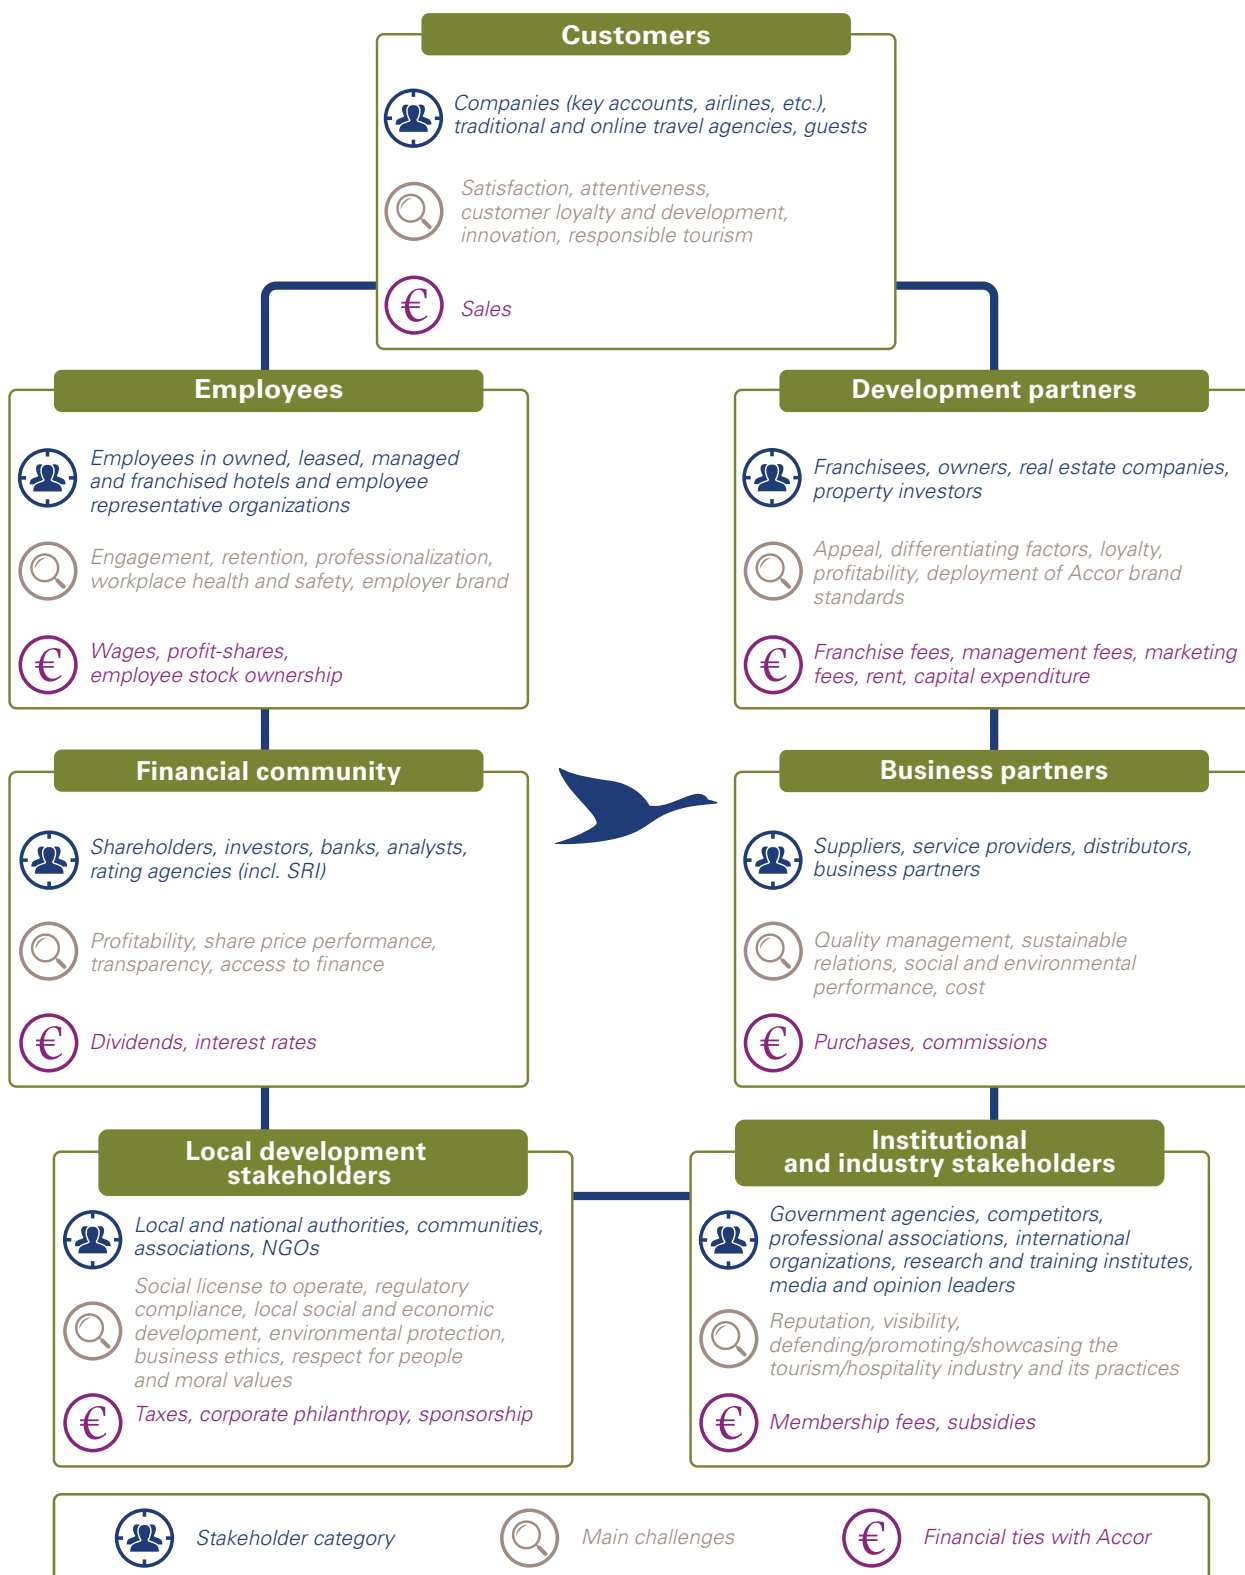 Customers
Companies (key accounts, airlines, etc.),
traditional and online travel agencies, guests
Satisfaction, attentiveness,
customer loyalty and development,
innovation, responsible tourism
€
Sales
Employees
Employees in owned, leased, managed
and franchised hotels and employee
representative organizations
Engagement, retention, professionalization,
workplace health and safety, employer brand
€
Wages, profit-shares,
employee stock ownership
Development partners
Franchisees, owners, real estate companies,
property investors
Appeal, differentiating factors, loyalty,
profitability, deployment of Accor brand
standards
€
Franchise fees, management fees, marketing
fees, rent, capital expenditure
Financial community
Shareholders, investors, banks, analysts,
rating agencies (incl. SRI)
Profitability, share price performance,
transparency, access to finance
€
Dividends, interest rates
Business partners
Suppliers, service providers, distributors,
business partners
Quality management, sustainable
relations, social and environmental
performance, cost
€
Purchases, commissions
Local development
stakeholders
Local and national authorities, communities,
associations, NGOs
Social license to operate, regulatory
compliance, local social and economic
development, environmental protection,
business ethics, respect for people
and moral values
€
Taxes, corporate philanthropy, sponsorship
Institutional
and industry stakeholders
Government agencies, competitors,
professional associations, international
organizations, research and training institutes,
media and opinion leaders
Reputation, visibility,
defending/promoting/showcasing the
tourism/hospitality industry and its practices
€
Membership fees, subsidies
Stakeholder category
Main challenges
€
Financial ties with Accor